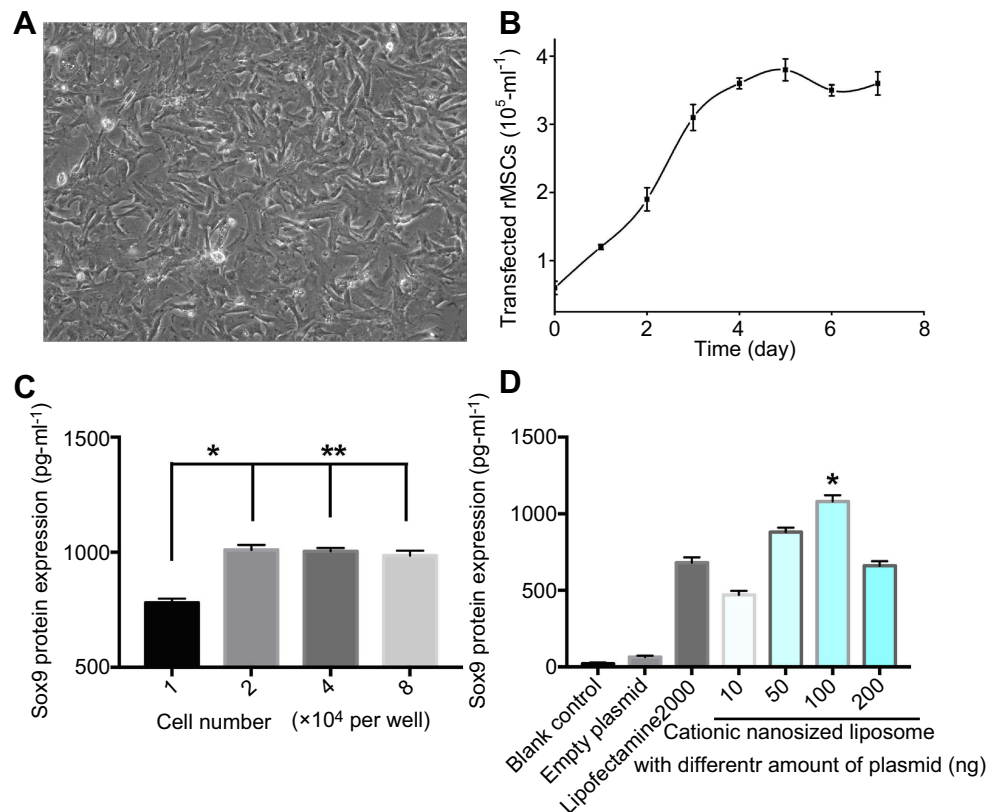 A
B
Transfected rMSCs (10⁵-ml⁻¹)
4
3
2
1
0 2 4 6 8
Time (day)
C
Sox9 protein expression (pg-ml⁻¹)
1500
1000
500
* **
1 2 4 8
Cell number (×10⁴ per well)
D
Sox9 protein expression (pg-ml⁻¹)
1500
1000
500
0
*
Blank control
Empty plasmid
Lipofectamine2000
10
50
100
200
Cationic nanosized liposome
with differentr amount of plasmid (ng)